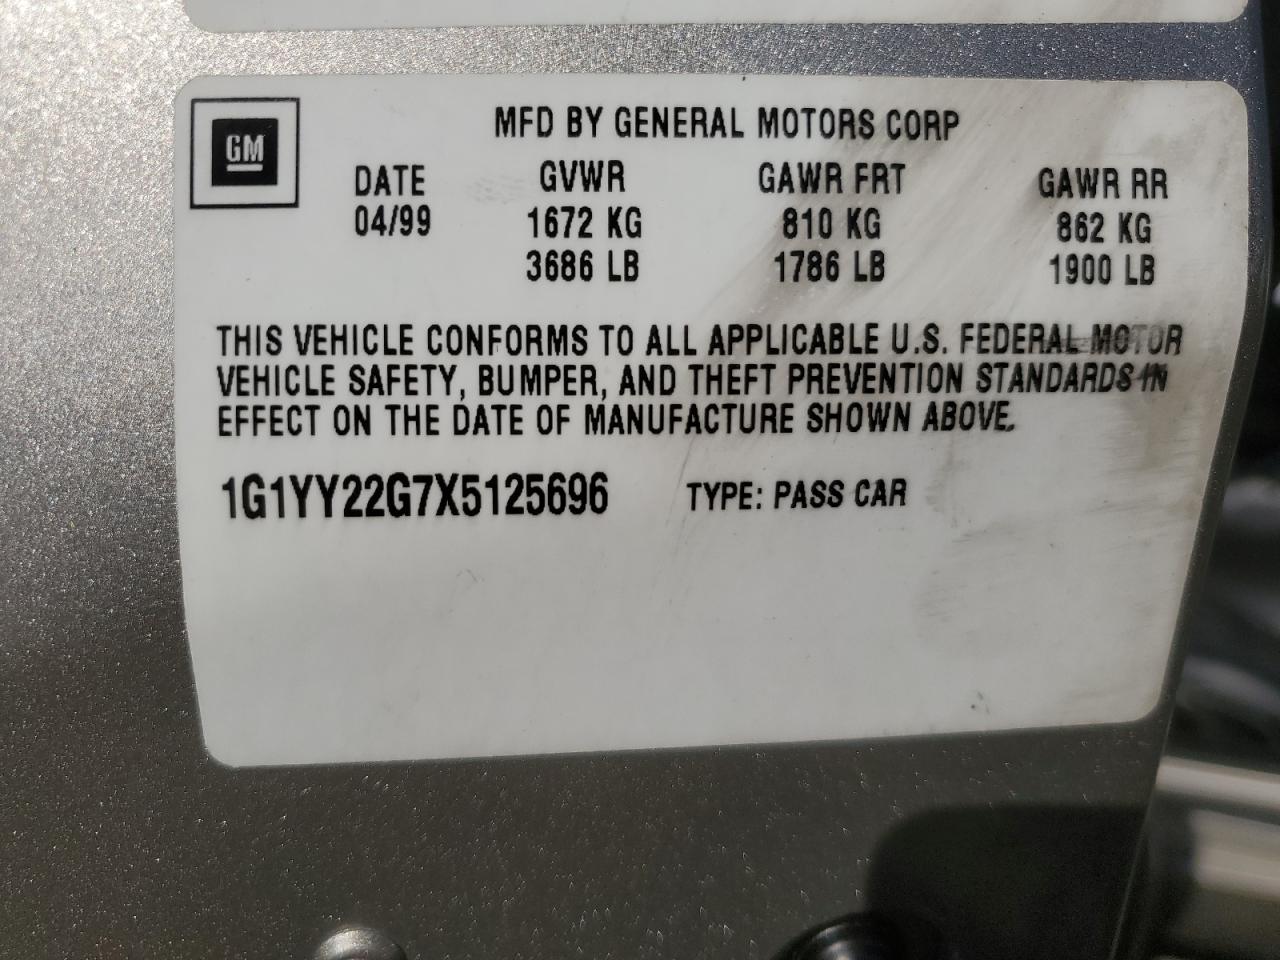 GM
MFD BY GENERAL MOTORS CORP
DATE GVWR GAWR FRT GAWR RR
04/99 1672 KG 810 KG 862 KG
3686 LB 1786 LB 1900 LB
THIS VEHICLE CONFORMS TO ALL APPLICABLE U.S. FEDERAL MOTOR
VEHICLE SAFETY, BUMPER, AND THEFT PREVENTION STANDARDS IN
EFFECT ON THE DATE OF MANUFACTURE SHOWN ABOVE.
1G1YY22G7X5125696 TYPE: PASS CAR